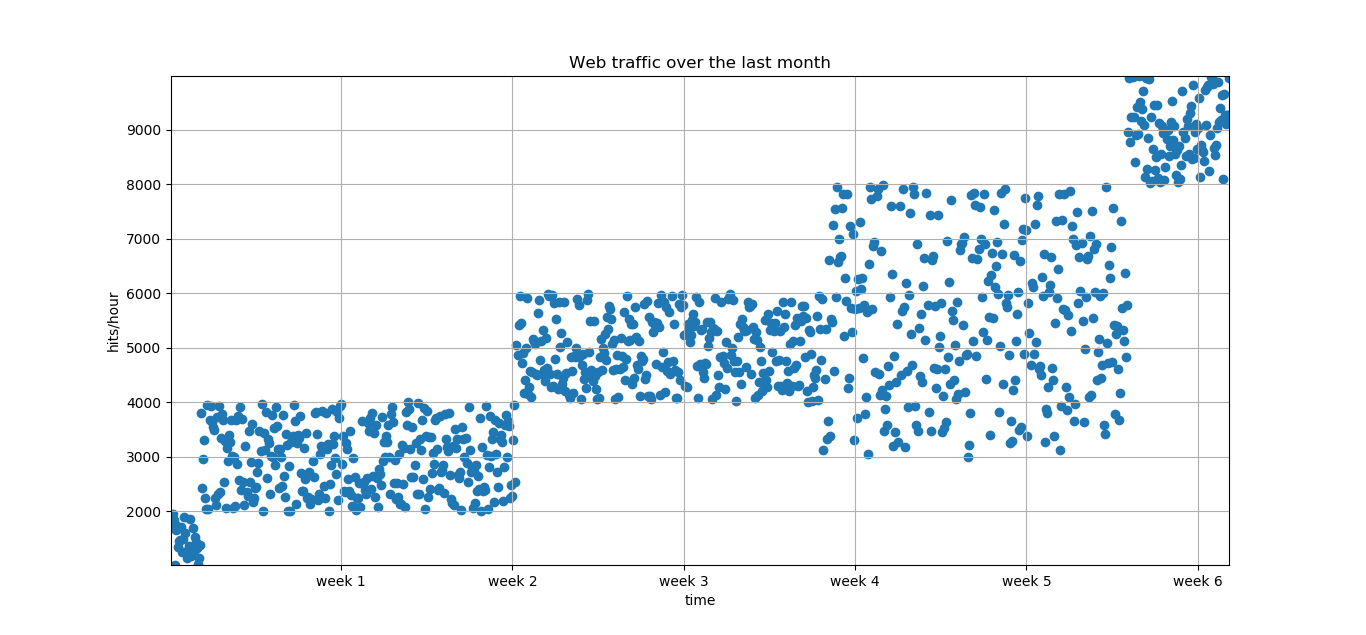 Web traffic over the last month
hits/hour
9000
8000
7000
6000
5000
4000
3000
2000
week 1 week 2 week 3 week 4 week 5 week 6
time